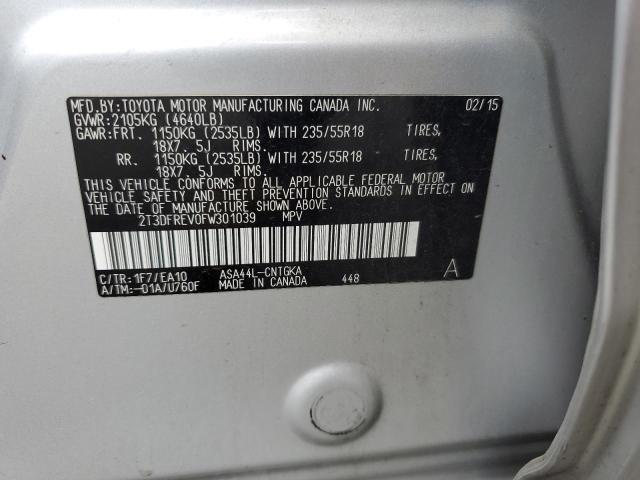 MFD.BY:TOYOTA MOTOR MANUFACTURING CANADA INC. 02/15
GVWR:2105KG (4640LB)
GAWR:FRT. 1150KG (2535LB) WITH 235/55R18 TIRES,
18X7. 5J RIMS.
RR. 1150KG (2535LB) WITH 235/55R18 TIRES,
18X7. 5J RIMS.
THIS VEHICLE CONFORMS TO ALL APPLICABLE FEDERAL MOTOR
VEHICLE SAFETY AND THEFT PREVENTION STANDARDS IN EFFECT
ON THE DATE OF MANUFACTURE SHOWN ABOVE.
2T3DFREV0FW301039 MPV
C/TR:1F7/EA10 ASA44L-CNTGKA A
A/TM:-01A/U760F MADE IN CANADA 448